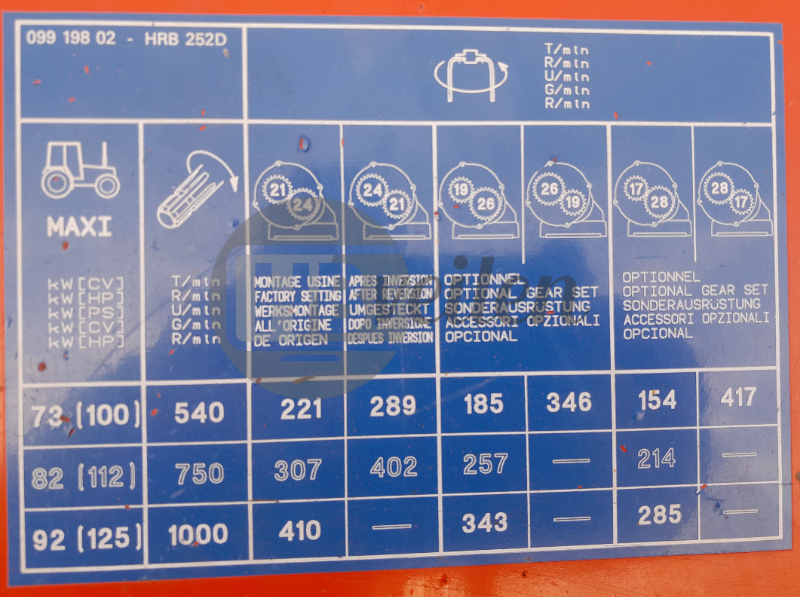 099 198 02 - HRB 252D
T/mln
R/mln
U/mln
G/mln
R/mln
MAXI
21 24
24 21
19 26
26 19
17 28
28 17
kW[CV]
kW[HP]
kW[PS]
kW[CV]
kW[HP]
T/mln
R/mln
U/mln
G/mln
R/mln
MONTAGE USINE
FACTORY SETTING
WERKSMONTAGE
ALL'ORIGINE
DE ORIGEN
APRES INVERSION
AFTER REVERSION
UMGESTECKT
DOPO INVERSIONE
DESPUES INVERSION
OPTIONNEL
OPTIONAL GEAR SET
SONDERAUSRÜSTUNG
ACCESSORI OPZIONALI
OPCIONAL
OPTIONNEL
OPTIONAL GEAR SET
SONDERAUSRÜSTUNG
ACCESSORI OPZIONALI
OPCIONAL
73 (100) 540 221 289 185 346 154 417
82 (112) 750 307 402 257 — 214 —
92 (125) 1000 410 — 343 — 285 —